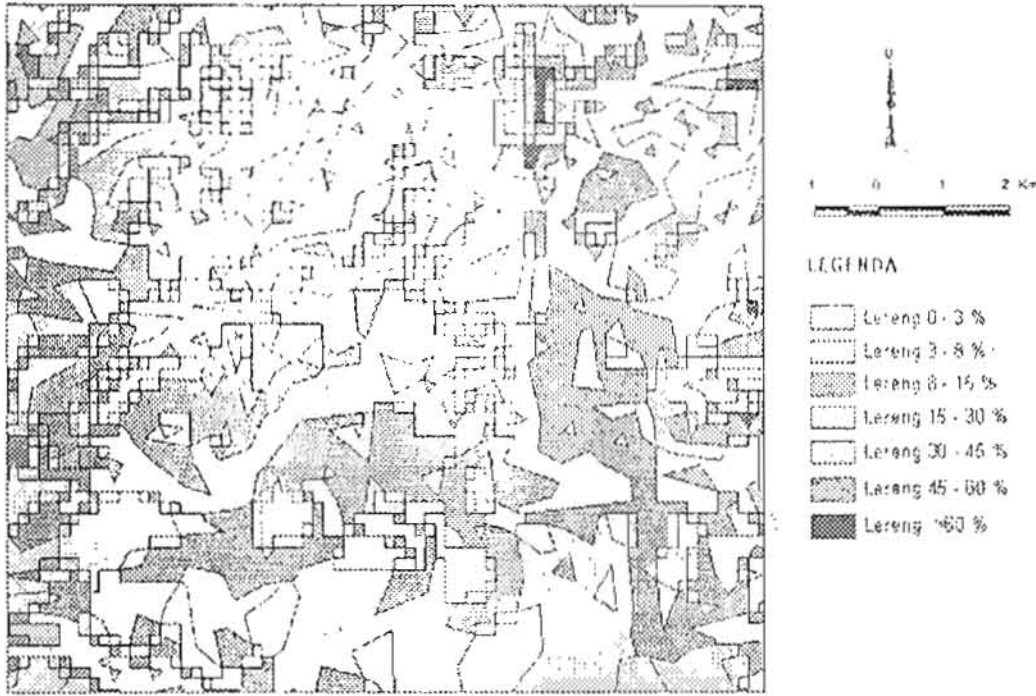 U
1 0 1 2 Km
LEGENDA
Lereng 0 - 3 %
Lereng 3 - 8 %
Lereng 8 - 15 %
Lereng 15 - 30 %
Lereng 30 - 45 %
Lereng 45 - 60 %
Lereng >60 %